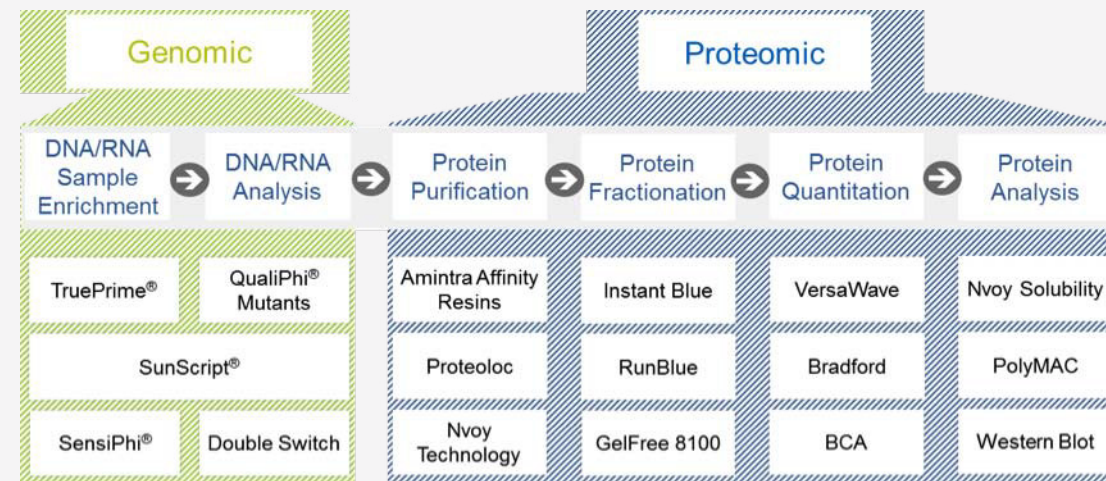 Genomic
Proteomic
DNA/RNA
Sample
Enrichment
DNA/RNA
Analysis
Protein
Purification
Protein
Fractionation
Protein
Quantitation
Protein
Analysis
TruePrime®
QualiPhi®
Mutants
Amintra Affinity
Resins
Instant Blue
VersaWave
Nvoy Solubility
SunScript®
Proteoloc
RunBlue
Bradford
PolyMAC
SensiPhi®
Double Switch
Nvoy
Technology
GelFree 8100
BCA
Western Blot